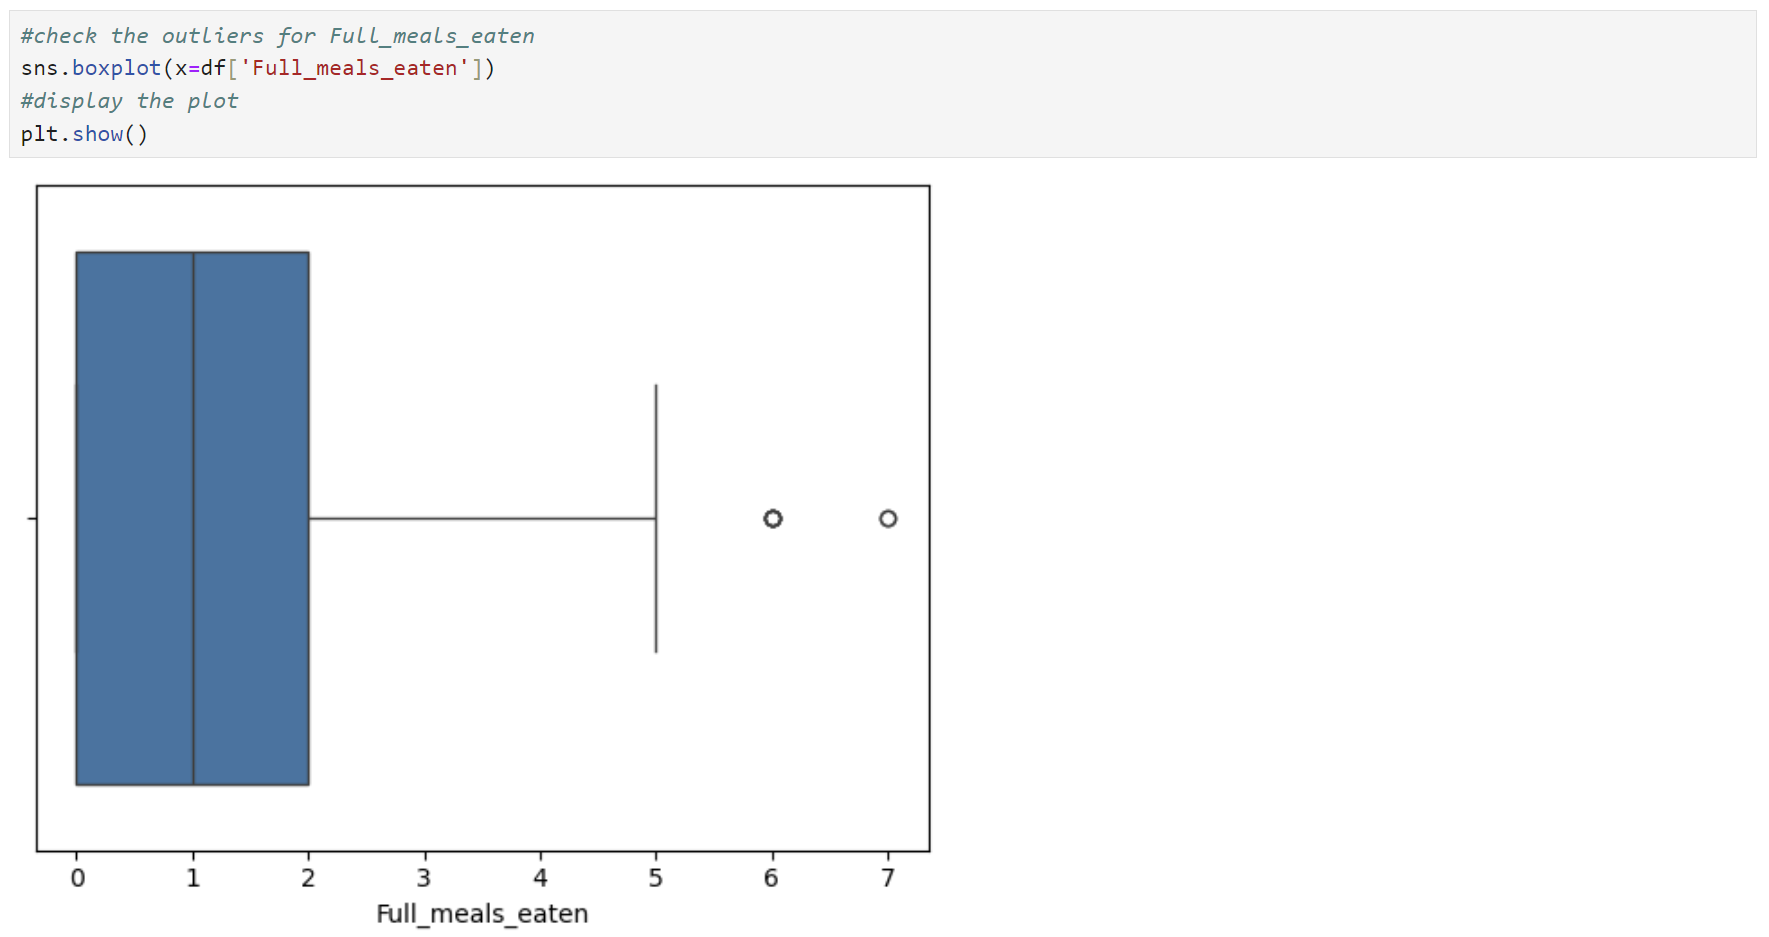 #check the outliers for Full_meals_eaten
sns.boxplot(x=df['Full_meals_eaten'])
#display the plot
plt.show()
0 1 2 3 4 5 6 7
Full_meals_eaten